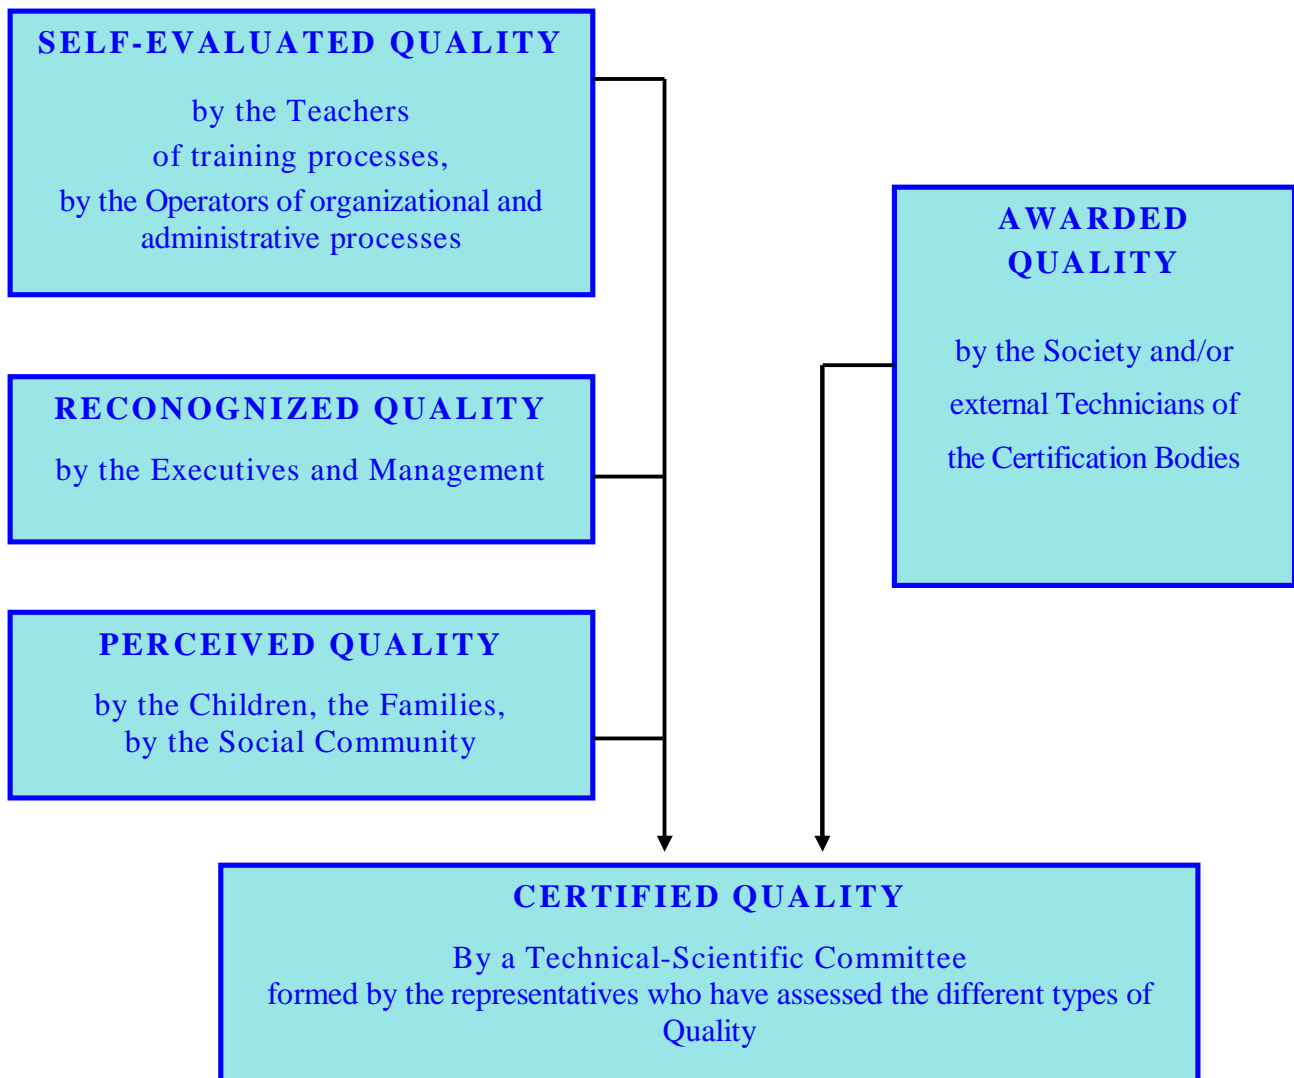 SELF-EVALUATED QUALITY
by the Teachers
of training processes,
by the Operators of organizational and
administrative processes
RECONOGNIZED QUALITY
by the Executives and Management
PERCEIVED QUALITY
by the Children, the Families,
by the Social Community
AWARDED
QUALITY
by the Society and/or
external Technicians of
the Certification Bodies
CERTIFIED QUALITY
By a Technical-Scientific Committee
formed by the representatives who have assessed the different types of
Quality